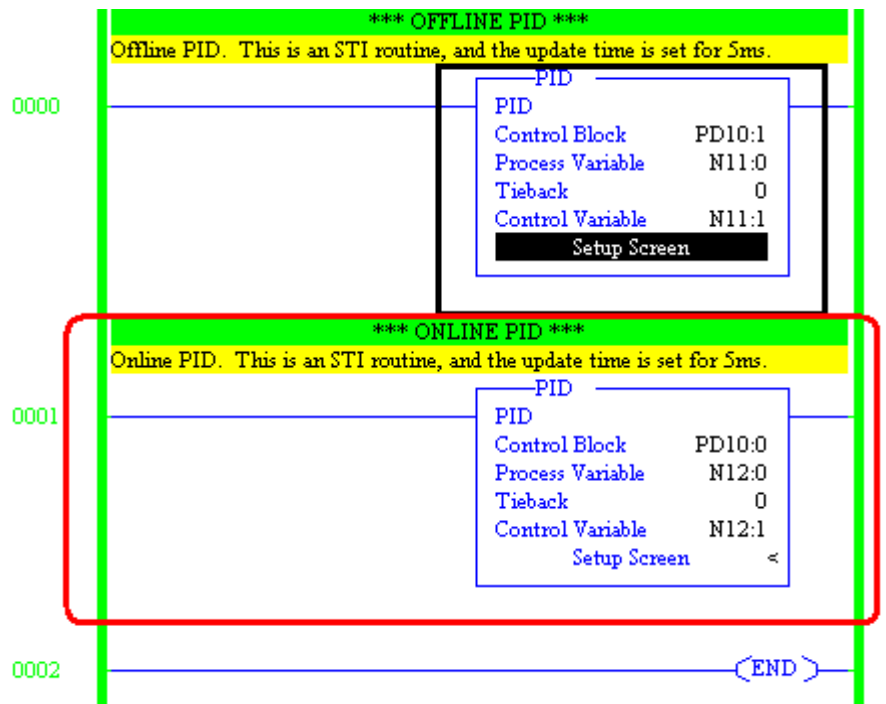 *** OFFLINE PID ***
Offline PID. This is an STI routine, and the update time is set for 5ms.
0000
PID
PID
Control Block PD10:1
Process Variable N11:0
Tieback 0
Control Variable N11:1
Setup Screen
*** ONLINE PID ***
Online PID. This is an STI routine, and the update time is set for 5ms.
0001
PID
PID
Control Block PD10:0
Process Variable N12:0
Tieback 0
Control Variable N12:1
Setup Screen <
0002
END